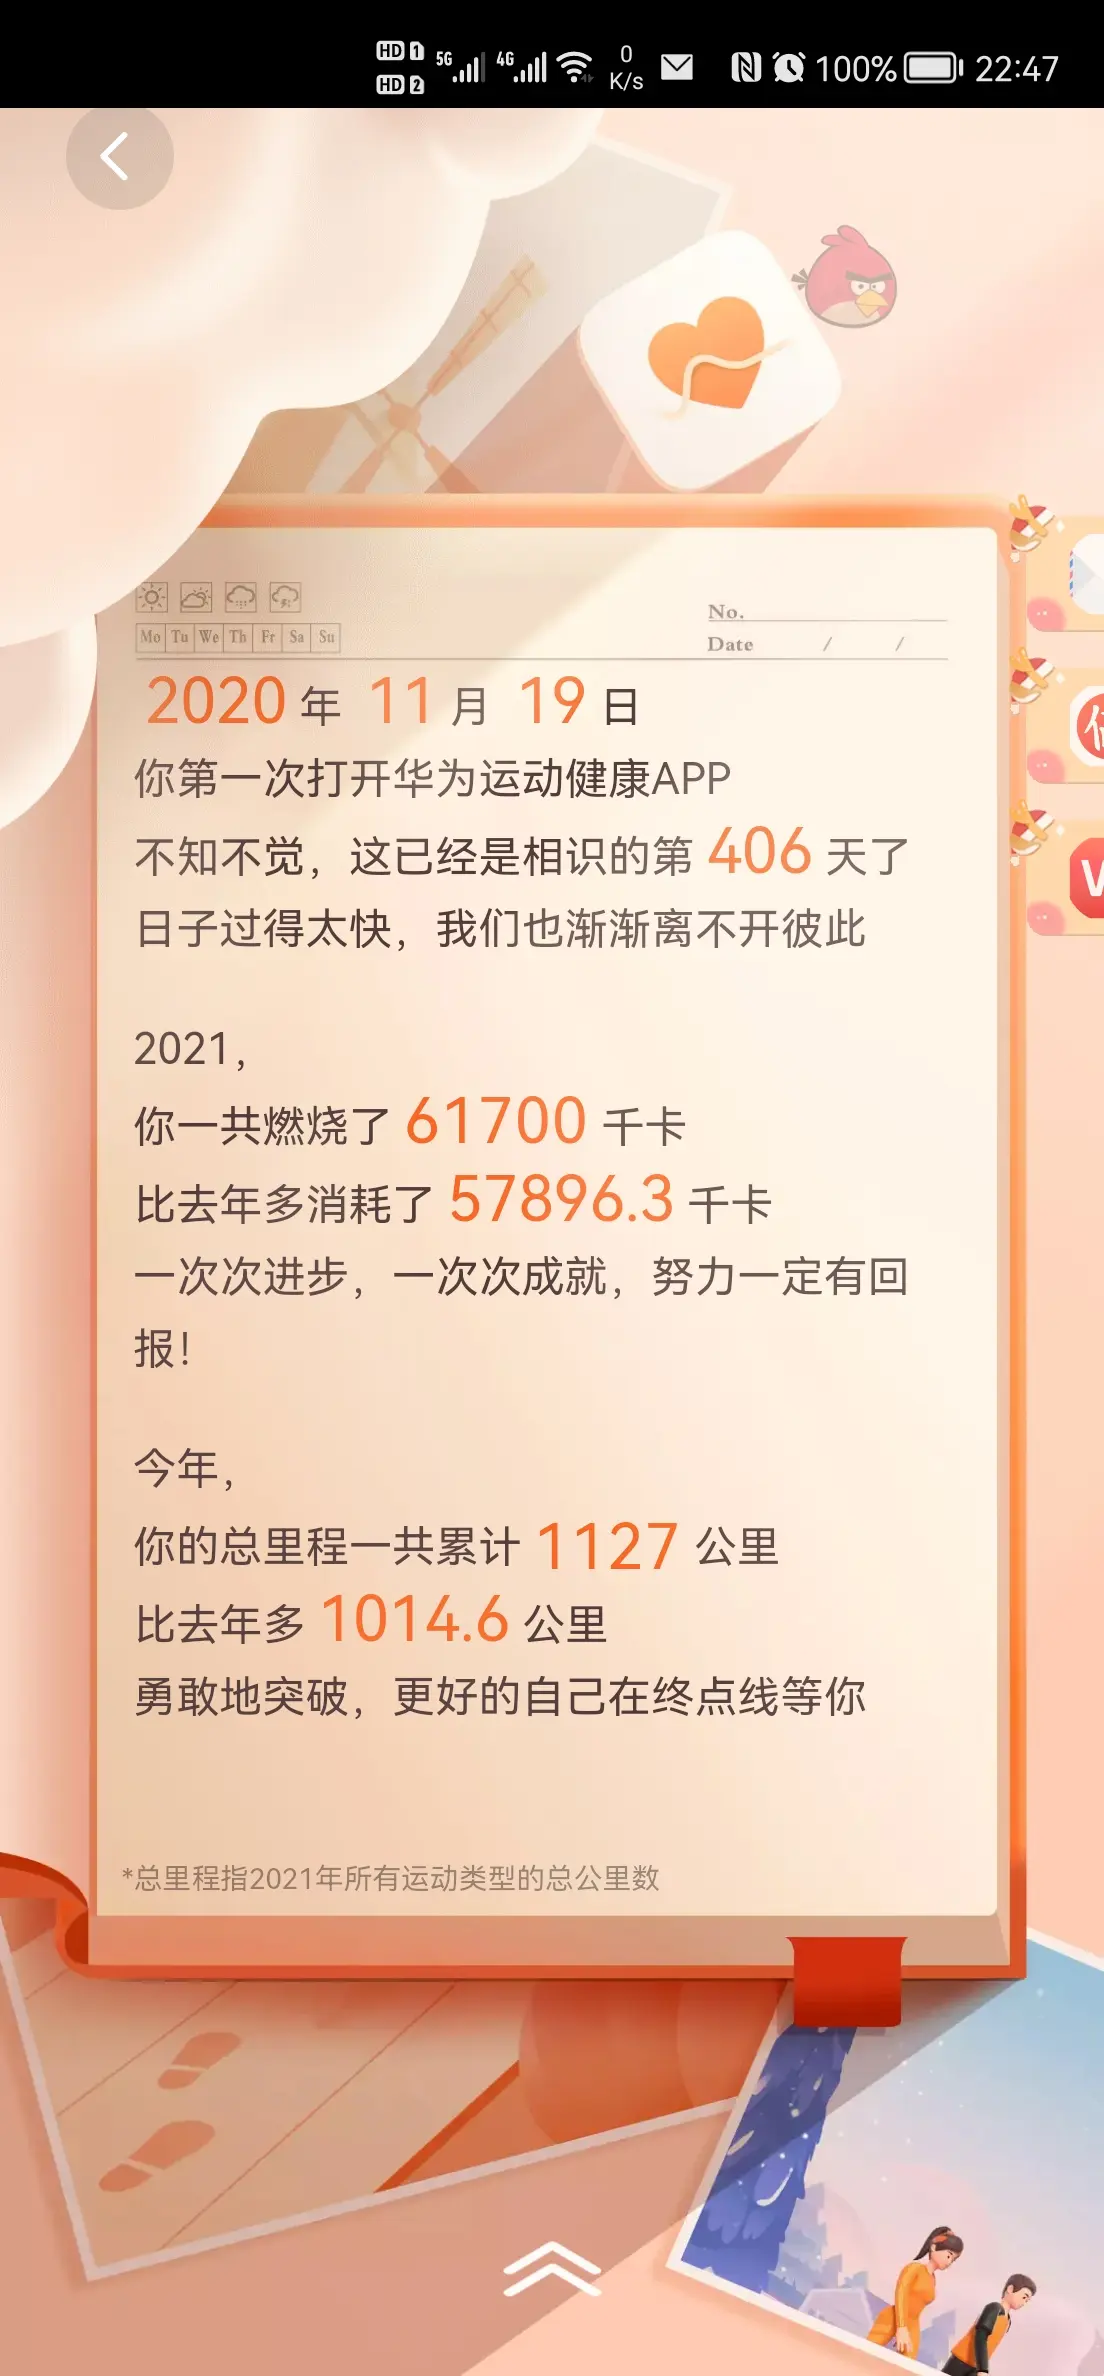 HD 1
HD 2
5G
4G
0
K/s
100%
22:47
Mo Tu We Th Fr Sa Su
No.
Date / /
2020 年 11 月 19 日
你第一次打开华为运动健康APP
不知不觉，这已经是相识的第 406 天了
日子过得太快，我们也渐渐离不开彼此
2021，
你一共燃烧了 61700 千卡
比去年多消耗了 57896.3 千卡
一次次进步，一次次成就，努力一定有回
报！
今年，
你的总里程一共累计 1127 公里
比去年多 1014.6 公里
勇敢地突破，更好的自己在终点线等你
*总里程指2021年所有运动类型的总公里数